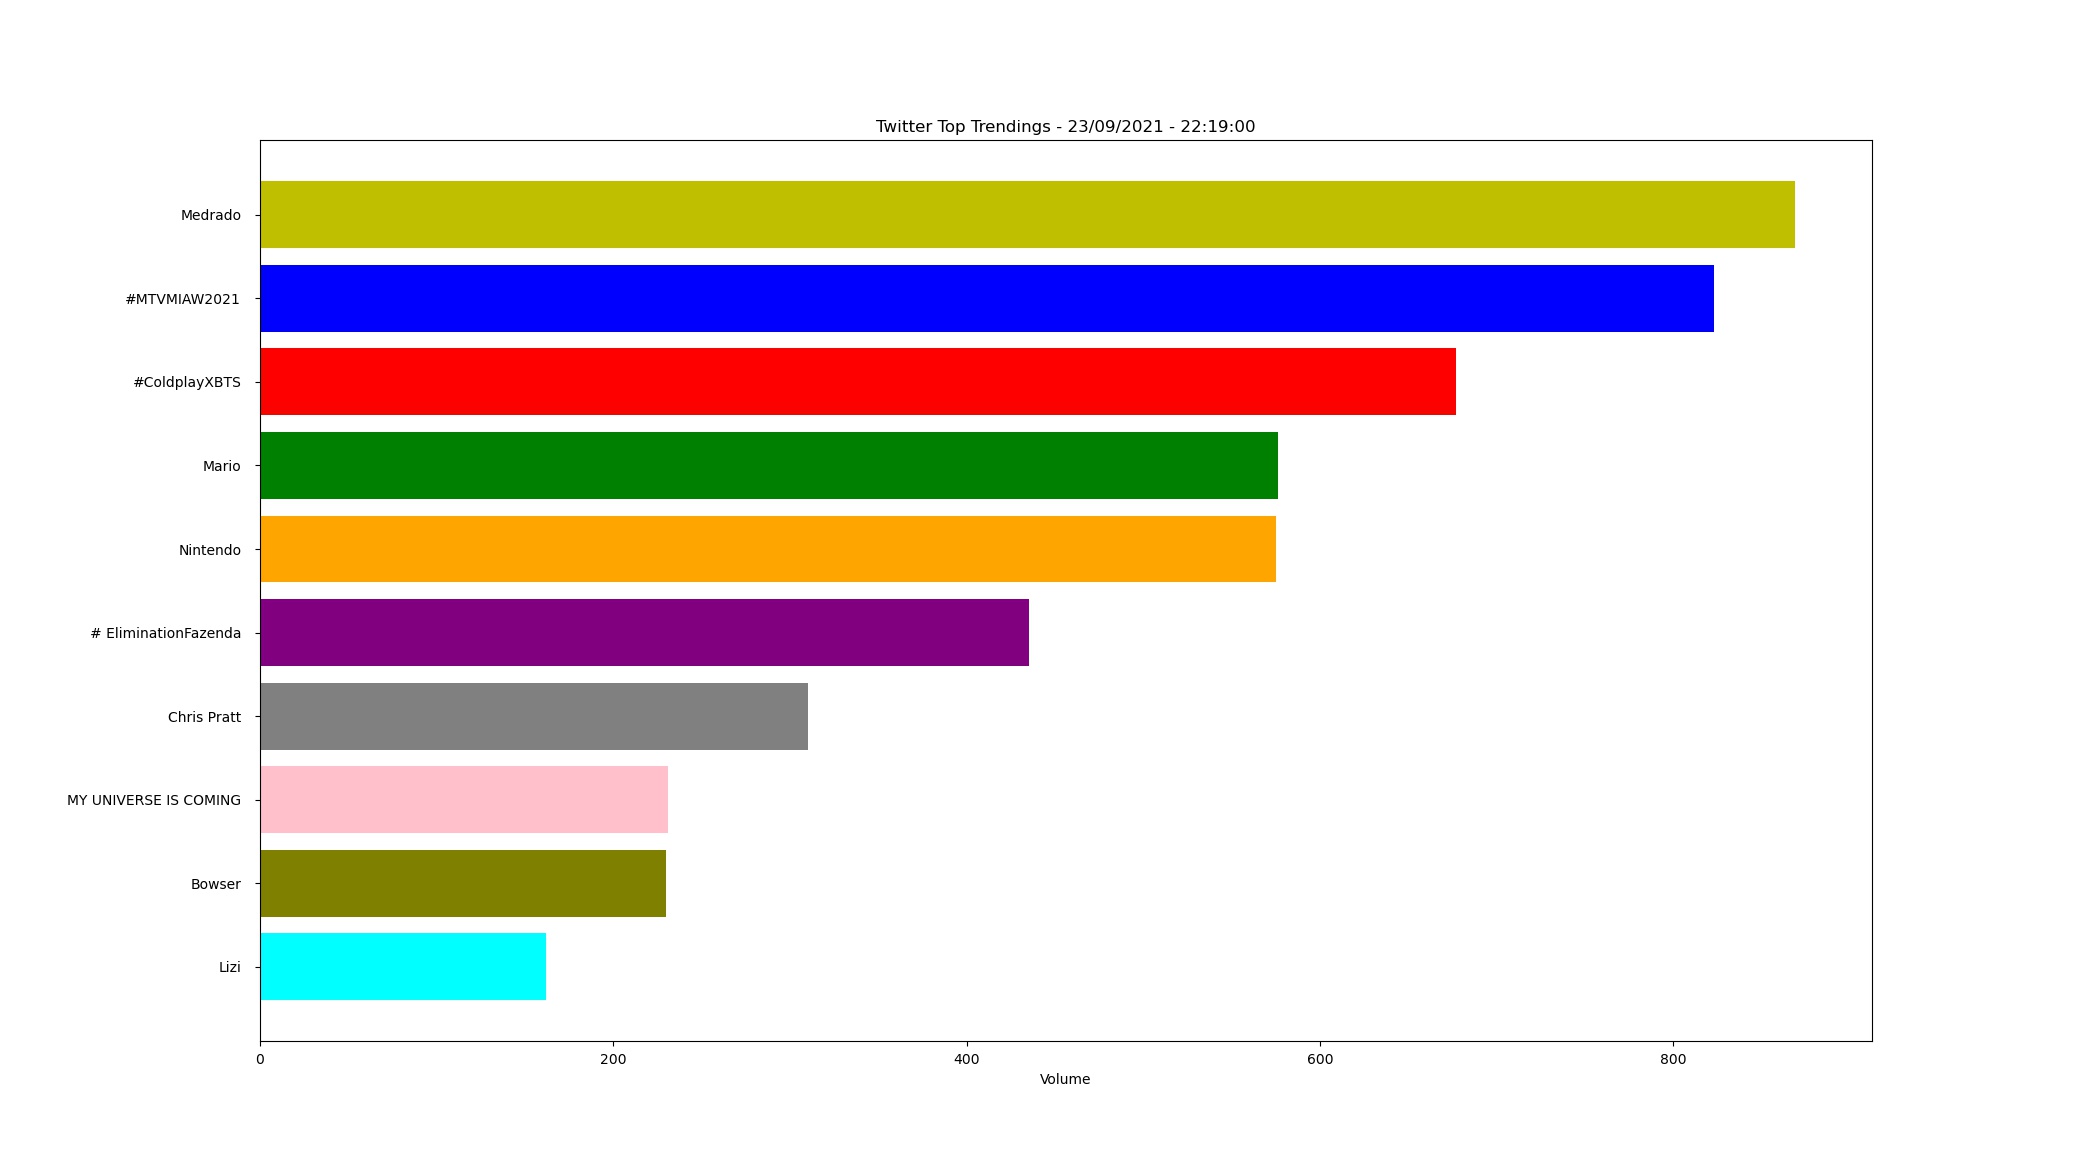 Twitter Top Trendings - 23/09/2021 - 22:19:00
Medrado
#MTVMIAW2021
#ColdplayXBTS
Mario
Nintendo
# EliminationFazenda
Chris Pratt
MY UNIVERSE IS COMING
Bowser
Lizi
0 200 400 600 800
Volume